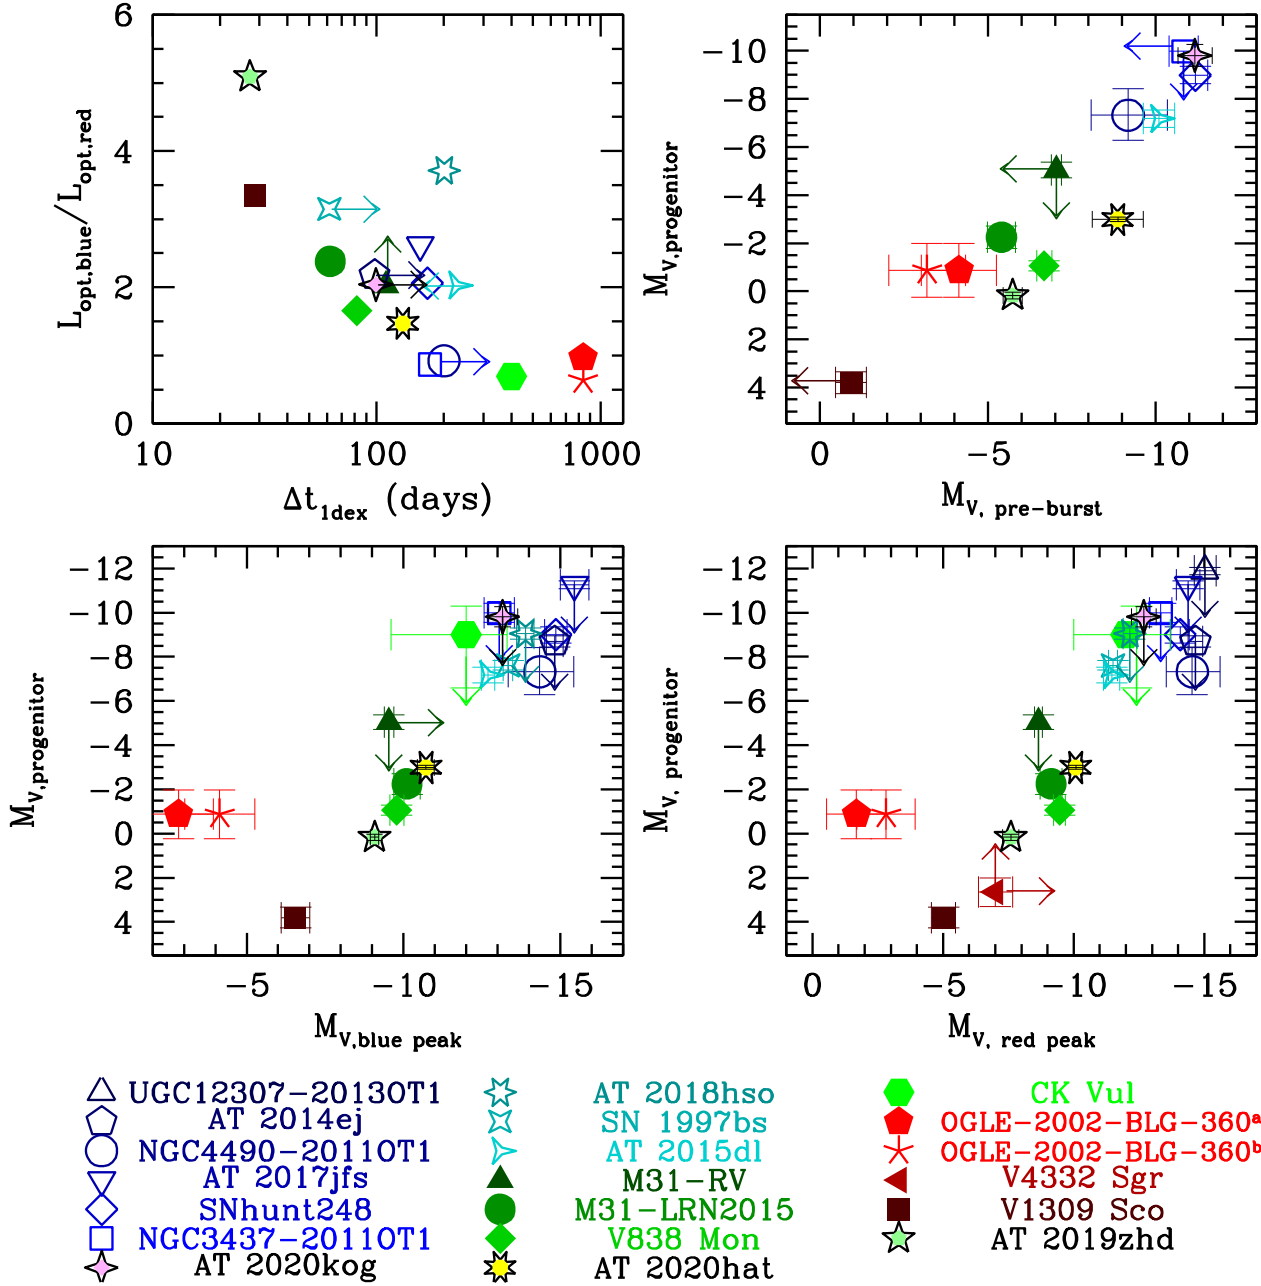 6
4
2
0
10
100
1000
L_opt,blue/L_opt,red
Δt_1dex (days)
−10
−8
−6
−4
−2
0
2
4
0
−5
−10
M_V,progenitor
M_V, pre−burst
−12
−10
−8
−6
−4
−2
0
2
4
−5
−10
−15
M_V,progenitor
M_V,blue peak
−12
−10
−8
−6
−4
−2
0
2
4
0
−5
−10
−15
M_V, progenitor
M_V, red peak
UGC12307−2013OT1
AT 2014ej
NGC4490−2011OT1
AT 2017jfs
SNhunt248
NGC3437−2011OT1
AT 2020kog
AT 2018hso
SN 1997bs
AT 2015dl
M31−RV
M31−LRN2015
V838 Mon
AT 2020hat
CK Vul
OGLE−2002−BLG−360ᵃ
OGLE−2002−BLG−360ᵇ
V4332 Sgr
V1309 Sco
AT 2019zhd